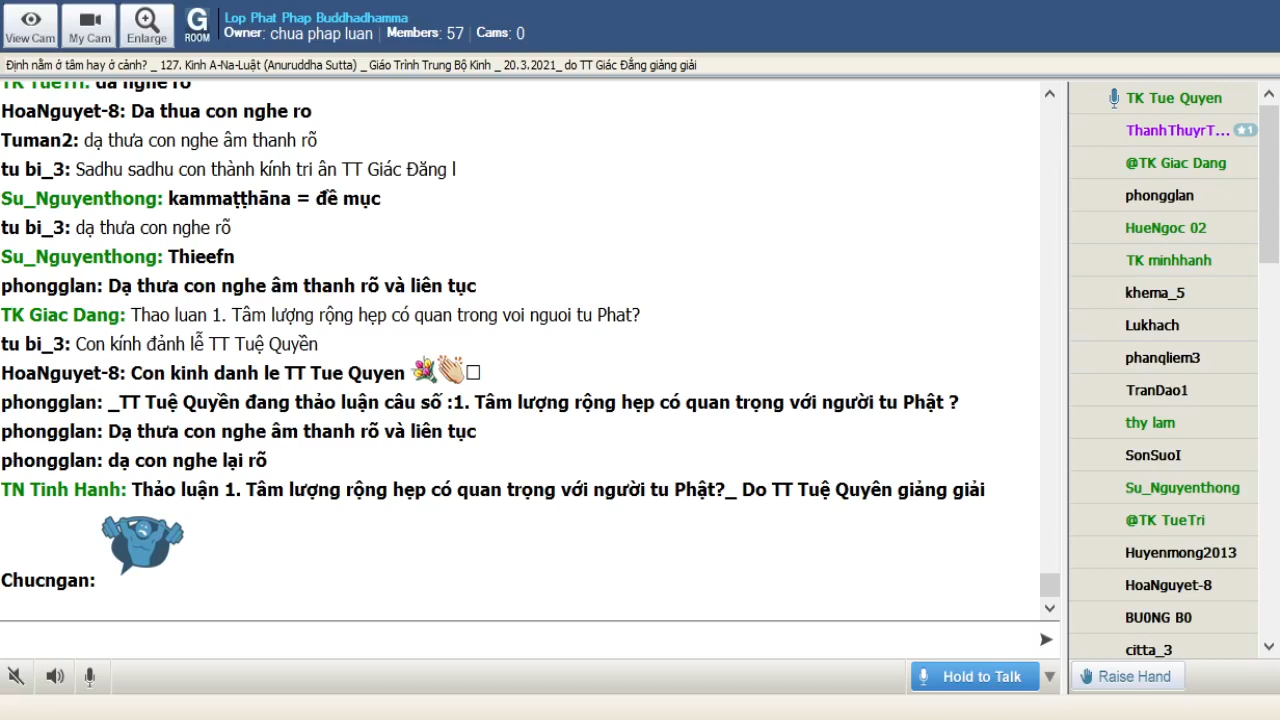 View Cam
My Cam
Enlarge
G
ROOM
Lop Phat Phap Buddhadhamma
Owner: chua phap luan | Members: 57 | Cams: 0
Định nằm ở tâm hay ở cảnh? _ 127. Kinh A-Na-Luật (Anuruddha Sutta) _ Giáo Trình Trung Bộ Kinh _ 20.3.2021_ do TT Giác Đẳng giảng giải
TK TueTri: da nghe ro
HoaNguyet-8: Da thua con nghe ro
Tuman2: dạ thưa con nghe âm thanh rõ
tu bi_3: Sadhu sadhu con thành kính tri ân TT Giác Đăng l
Su_Nguyenthong: kammaṭṭhāna = đề mục
tu bi_3: dạ thưa con nghe rõ
Su_Nguyenthong: Thieefn
phongglan: Dạ thưa con nghe âm thanh rõ và liên tục
TK Giac Dang: Thao luan 1. Tâm lượng rộng hẹp có quan trong voi nguoi tu Phat?
tu bi_3: Con kính đảnh lễ TT Tuệ Quyền
HoaNguyet-8: Con kinh danh le TT Tue Quyen
phongglan: _TT Tuệ Quyền đang thảo luận câu số :1. Tâm lượng rộng hẹp có quan trọng với người tu Phật ?
phongglan: Dạ thưa con nghe âm thanh rõ và liên tục
phongglan: dạ con nghe lại rõ
TN Tinh Hanh: Thảo luận 1. Tâm lượng rộng hẹp có quan trọng với người tu Phật?_ Do TT Tuệ Quyên giảng giải
Chucngan:
TK Tue Quyen
ThanhThuyrT... ★1
@TK Giac Dang
phongglan
HueNgoc 02
TK minhhanh
khema_5
Lukhach
phanqliem3
TranDao1
thy lam
SonSuoI
Su_Nguyenthong
@TK TueTri
Huyenmong2013
HoaNguyet-8
BU0NG B0
citta_3
Hold to Talk
Raise Hand